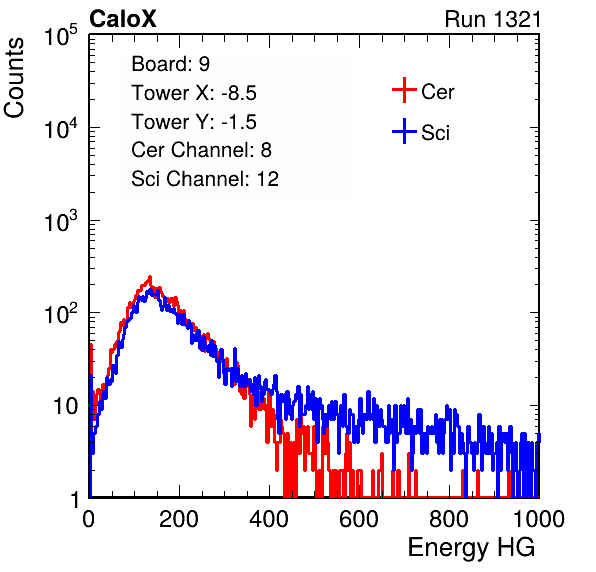 CaloX Run 1321
Counts
Board: 9
Tower X: -8.5
Tower Y: -1.5
Cer Channel: 8
Sci Channel: 12
Cer
Sci
10^5
10^4
10^3
10^2
10
1
0 200 400 600 800 1000
Energy HG